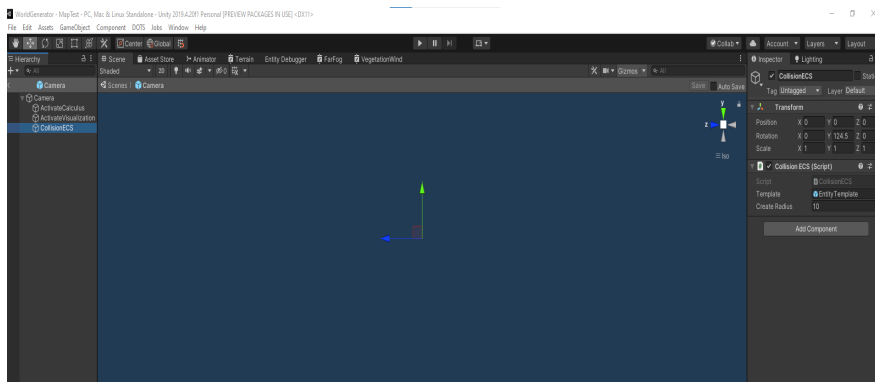 WorldGenerator - MapTest - PC, Mac & Linux Standalone - Unity 2019.4.20f1 Personal [PREVIEW PACKAGES IN USE] <DX11>
File Edit Assets GameObject Component DOTS Jobs Window Help
Center Global Collab Account Layers Layout
Hierarchy Scene Asset Store Animator Terrain Entity Debugger FarFog VegetationWind Inspector Lighting
All Shaded 2D 0 Gizmos All CollisionECS Stati
Camera Scenes Camera Save Auto Save Tag Untagged Layer Default
Camera
ActivateCalculus
ActivateVisualization
CollisionECS
y
z
Iso
Transform
Position X 0 Y 0 Z 0
Rotation X 0 Y 124.5 Z 0
Scale X 1 Y 1 Z 1
Collision ECS (Script)
Script CollisionECS
Template EntityTemplate
Create Radius 10
Add Component